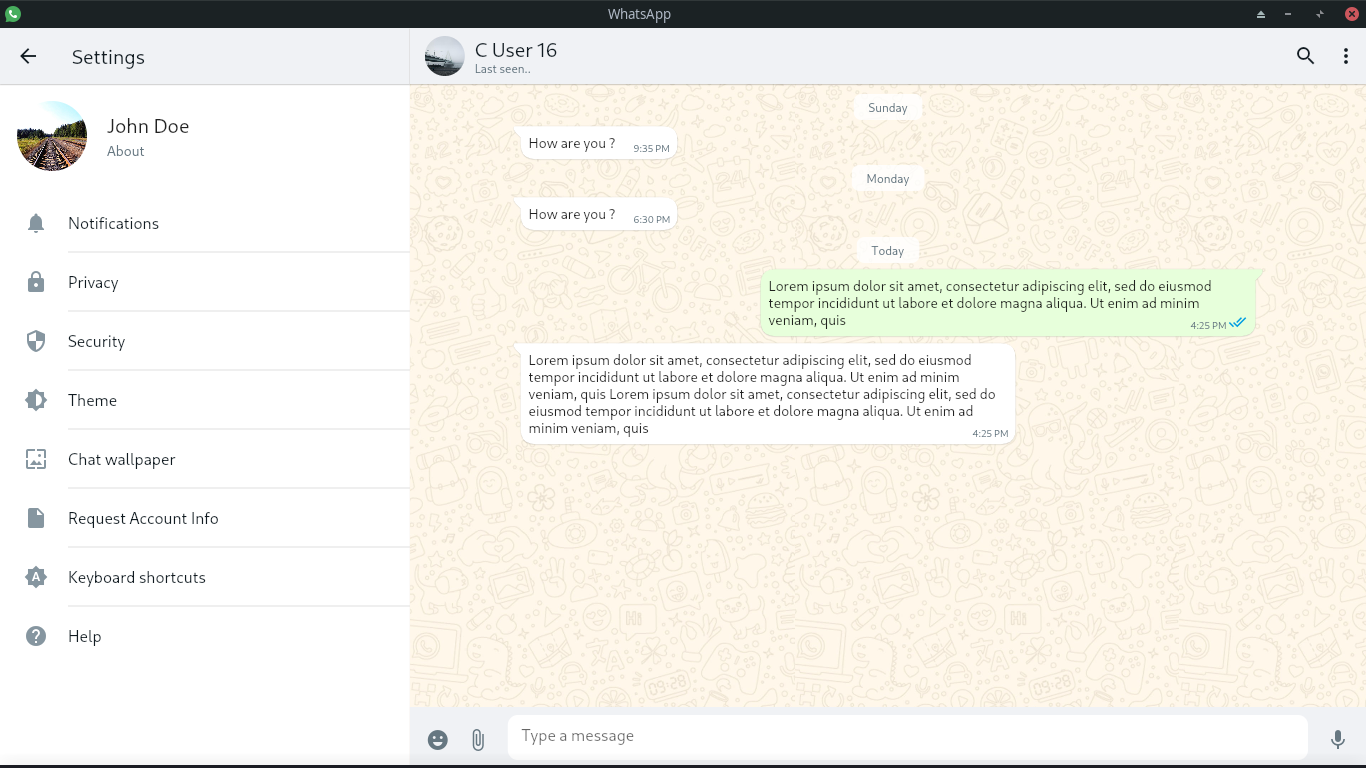 WhatsApp
Settings
John Doe
About
Notifications
Privacy
Security
Theme
Chat wallpaper
Request Account Info
A
Keyboard shortcuts
?
Help
C User 16
Last seen..
Sunday
How are you ?
9:35 PM
Monday
How are you ?
6:30 PM
Today
Lorem ipsum dolor sit amet, consectetur adipiscing elit, sed do eiusmod
tempor incididunt ut labore et dolore magna aliqua. Ut enim ad minim
veniam, quis
4:25 PM
Lorem ipsum dolor sit amet, consectetur adipiscing elit, sed do eiusmod
tempor incididunt ut labore et dolore magna aliqua. Ut enim ad minim
veniam, quis Lorem ipsum dolor sit amet, consectetur adipiscing elit, sed do
eiusmod tempor incididunt ut labore et dolore magna aliqua. Ut enim ad
minim veniam, quis
4:25 PM
Type a message